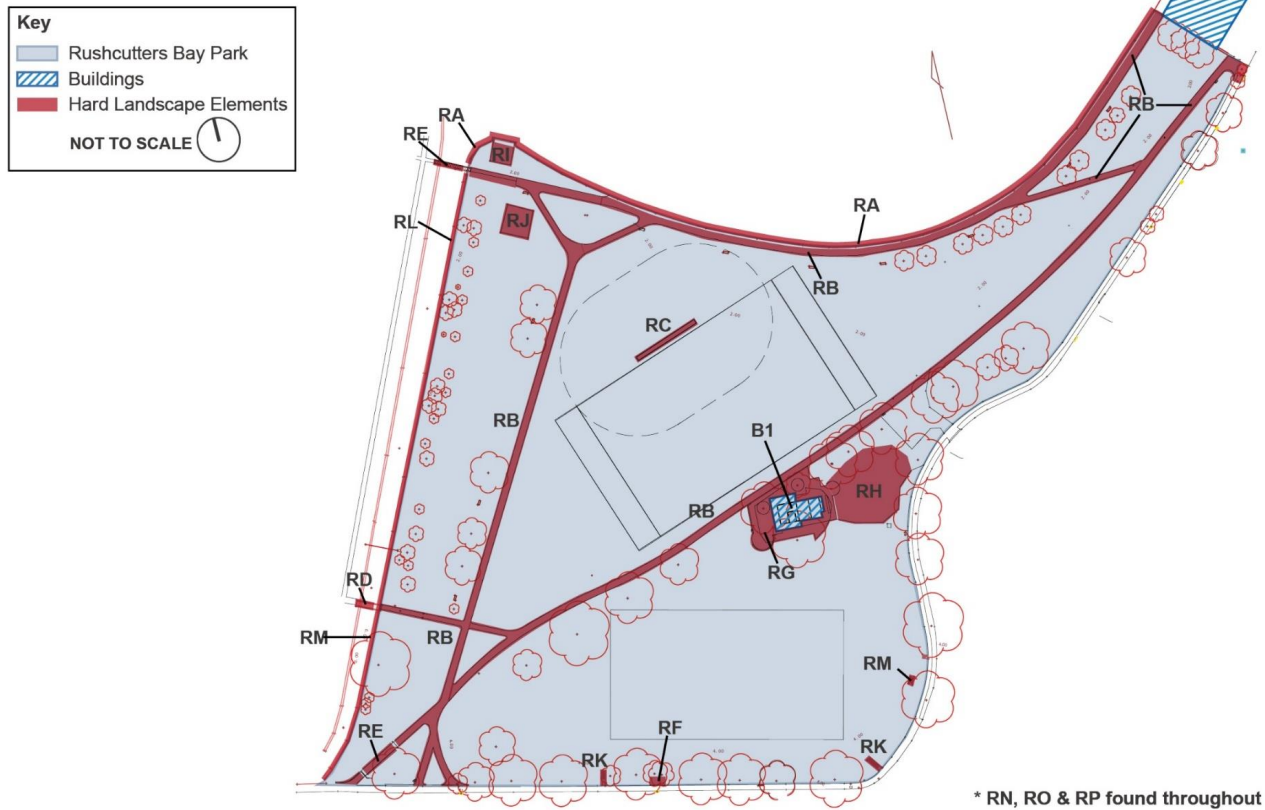 Key
Rushcutters Bay Park
Buildings
Hard Landscape Elements
NOT TO SCALE
RB
RA
RE
RI
RL
RJ
RA
RB
RC
RB
B1
RH
RB
RG
RD
RM
RB
RM
RE
RF
RK
RK
* RN, RO & RP found throughout